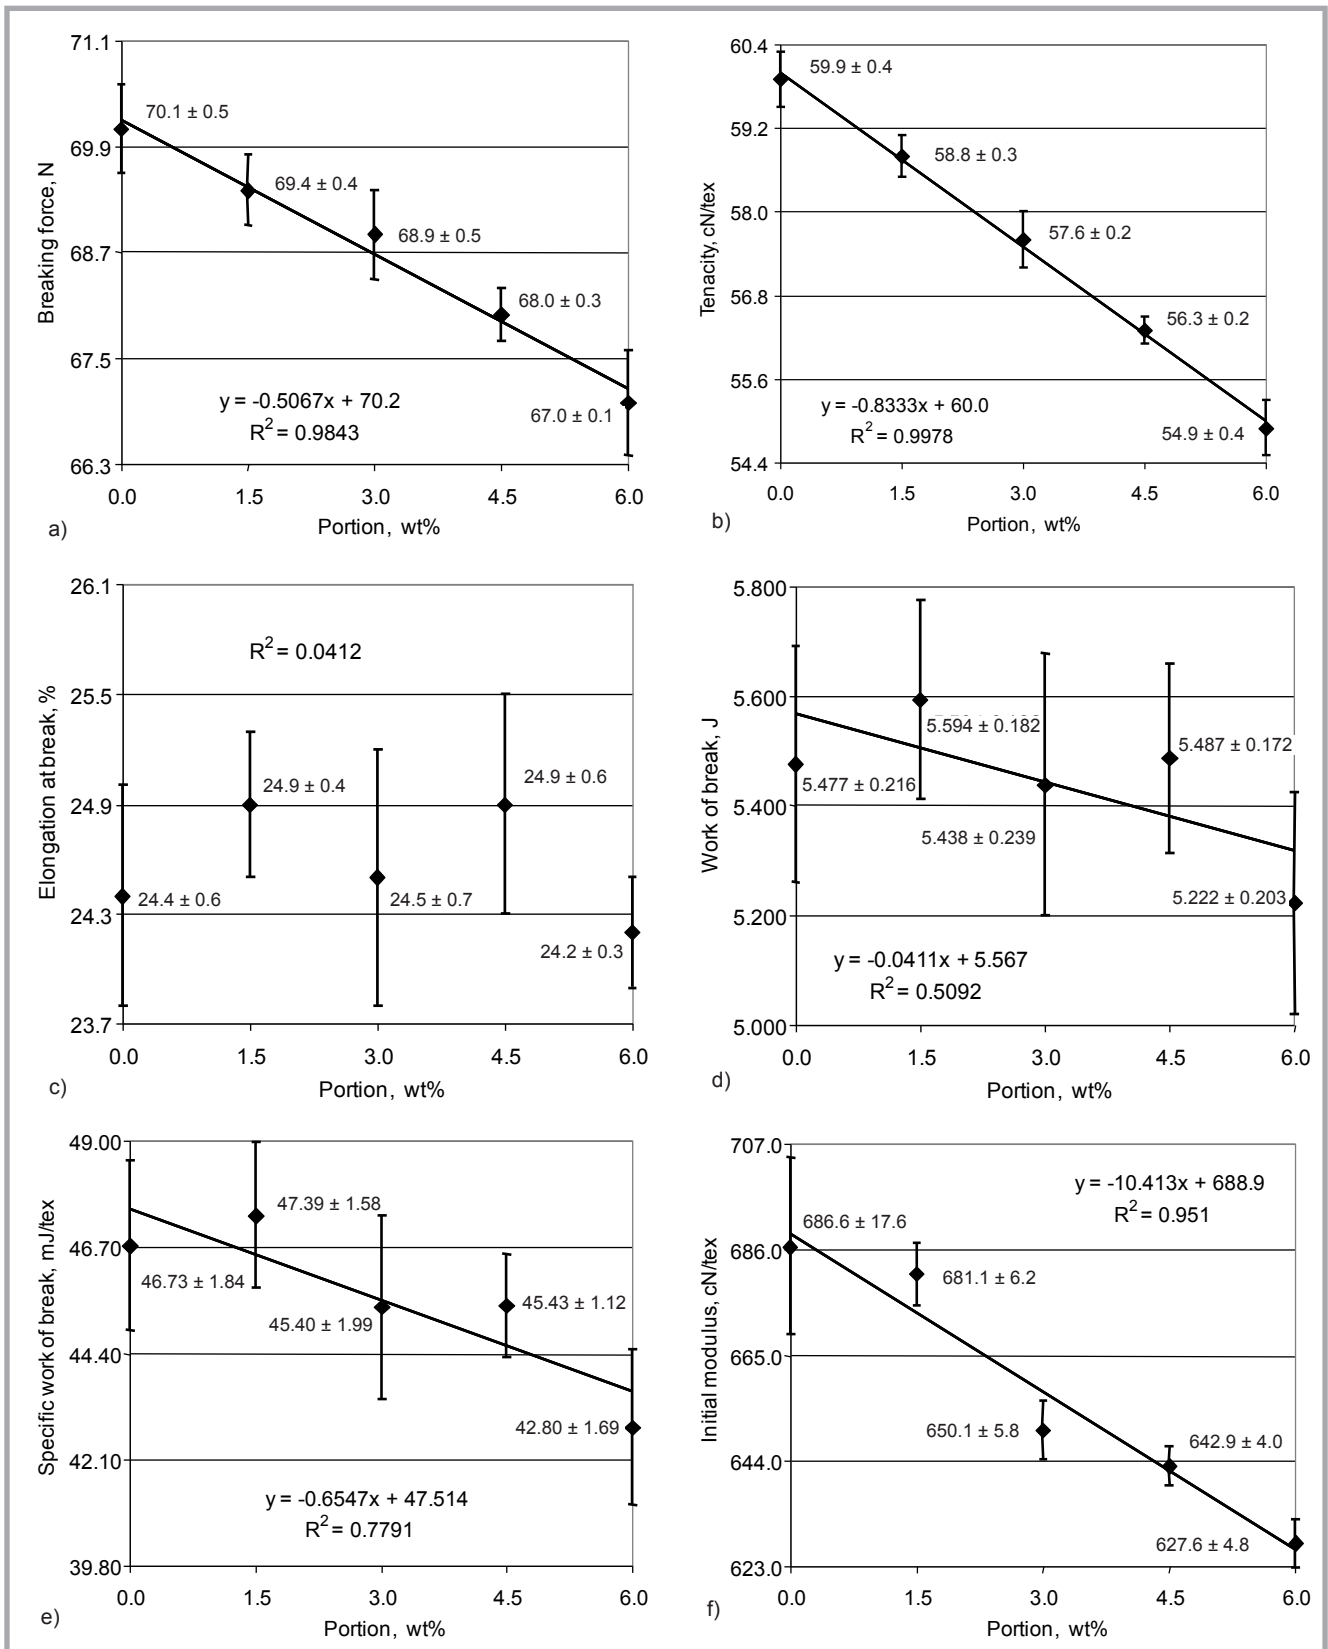 71.1
69.9
68.7
67.5
66.3
Breaking force, N
70.1 ± 0.5
69.4 ± 0.4
68.9 ± 0.5
68.0 ± 0.3
67.0 ± 0.1
y = -0.5067x + 70.2
R2 = 0.9843
0.0 1.5 3.0 4.5 6.0
Portion, wt%
a)
60.4
59.2
58.0
56.8
55.6
54.4
Tenacity, cN/tex
59.9 ± 0.4
58.8 ± 0.3
57.6 ± 0.2
56.3 ± 0.2
54.9 ± 0.4
y = -0.8333x + 60.0
R2 = 0.9978
0.0 1.5 3.0 4.5 6.0
Portion, wt%
b)
26.1
25.5
24.9
24.3
23.7
Elongation at break, %
R2 = 0.0412
24.9 ± 0.4
24.9 ± 0.6
24.4 ± 0.6
24.5 ± 0.7
24.2 ± 0.3
0.0 1.5 3.0 4.5 6.0
Portion, wt%
c)
5.800
5.600
5.400
5.200
5.000
Work of break, J
5.594 ± 0.182
5.487 ± 0.172
5.477 ± 0.216
5.438 ± 0.239
5.222 ± 0.203
y = -0.0411x + 5.567
R2 = 0.5092
0.0 1.5 3.0 4.5 6.0
Portion, wt%
d)
49.00
46.70
44.40
42.10
39.80
Specific work of break, mJ/tex
47.39 ± 1.58
46.73 ± 1.84
45.40 ± 1.99
45.43 ± 1.12
42.80 ± 1.69
y = -0.6547x + 47.514
R2 = 0.7791
0.0 1.5 3.0 4.5 6.0
Portion, wt%
e)
707.0
686.0
665.0
644.0
623.0
Initial modulus, cN/tex
y = -10.413x + 688.9
R2 = 0.951
686.6 ± 17.6
681.1 ± 6.2
650.1 ± 5.8
642.9 ± 4.0
627.6 ± 4.8
0.0 1.5 3.0 4.5 6.0
Portion, wt%
f)